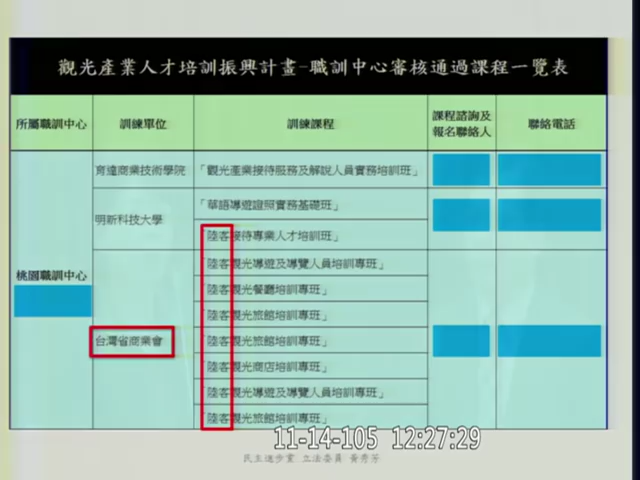 觀光產業人才培訓振興計畫-職訓中心審核通過課程一覽表
所屬職訓中心 訓練單位 訓練課程 課程諮詢及報名聯絡人 聯絡電話
育達商業技術學院 「觀光產業接待服務及解說人員實務培訓班」
明新科技大學 「華語導遊證照實務基礎班」
「陸客接待專業人才培訓班」
桃園職訓中心
台灣省商業會
「陸客觀光導遊及導覽人員培訓專班」
「陸客觀光餐廳培訓專班」
「陸客觀光旅館培訓專班」
「陸客觀光旅館培訓專班」
「陸客觀光商店培訓專班」
「陸客觀光導遊及導覽人員培訓專班」
「陸客觀光旅館培訓專班」
11-14-105 12:27:29
民主進步黨 立法委員 黃秀芳